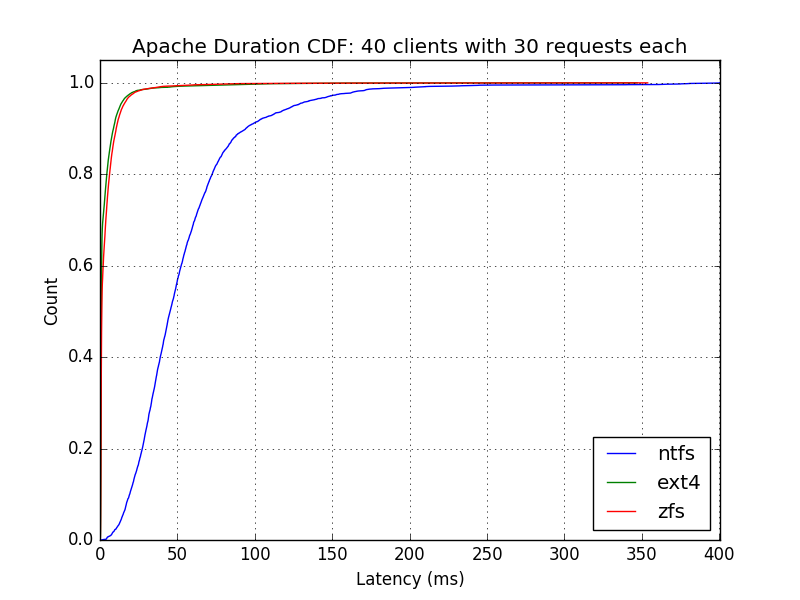 Apache Duration CDF: 40 clients with 30 requests each
1.0
0.8
0.6
0.4
0.2
0.0
Count
0 50 100 150 200 250 300 350 400
Latency (ms)
ntfs
ext4
zfs